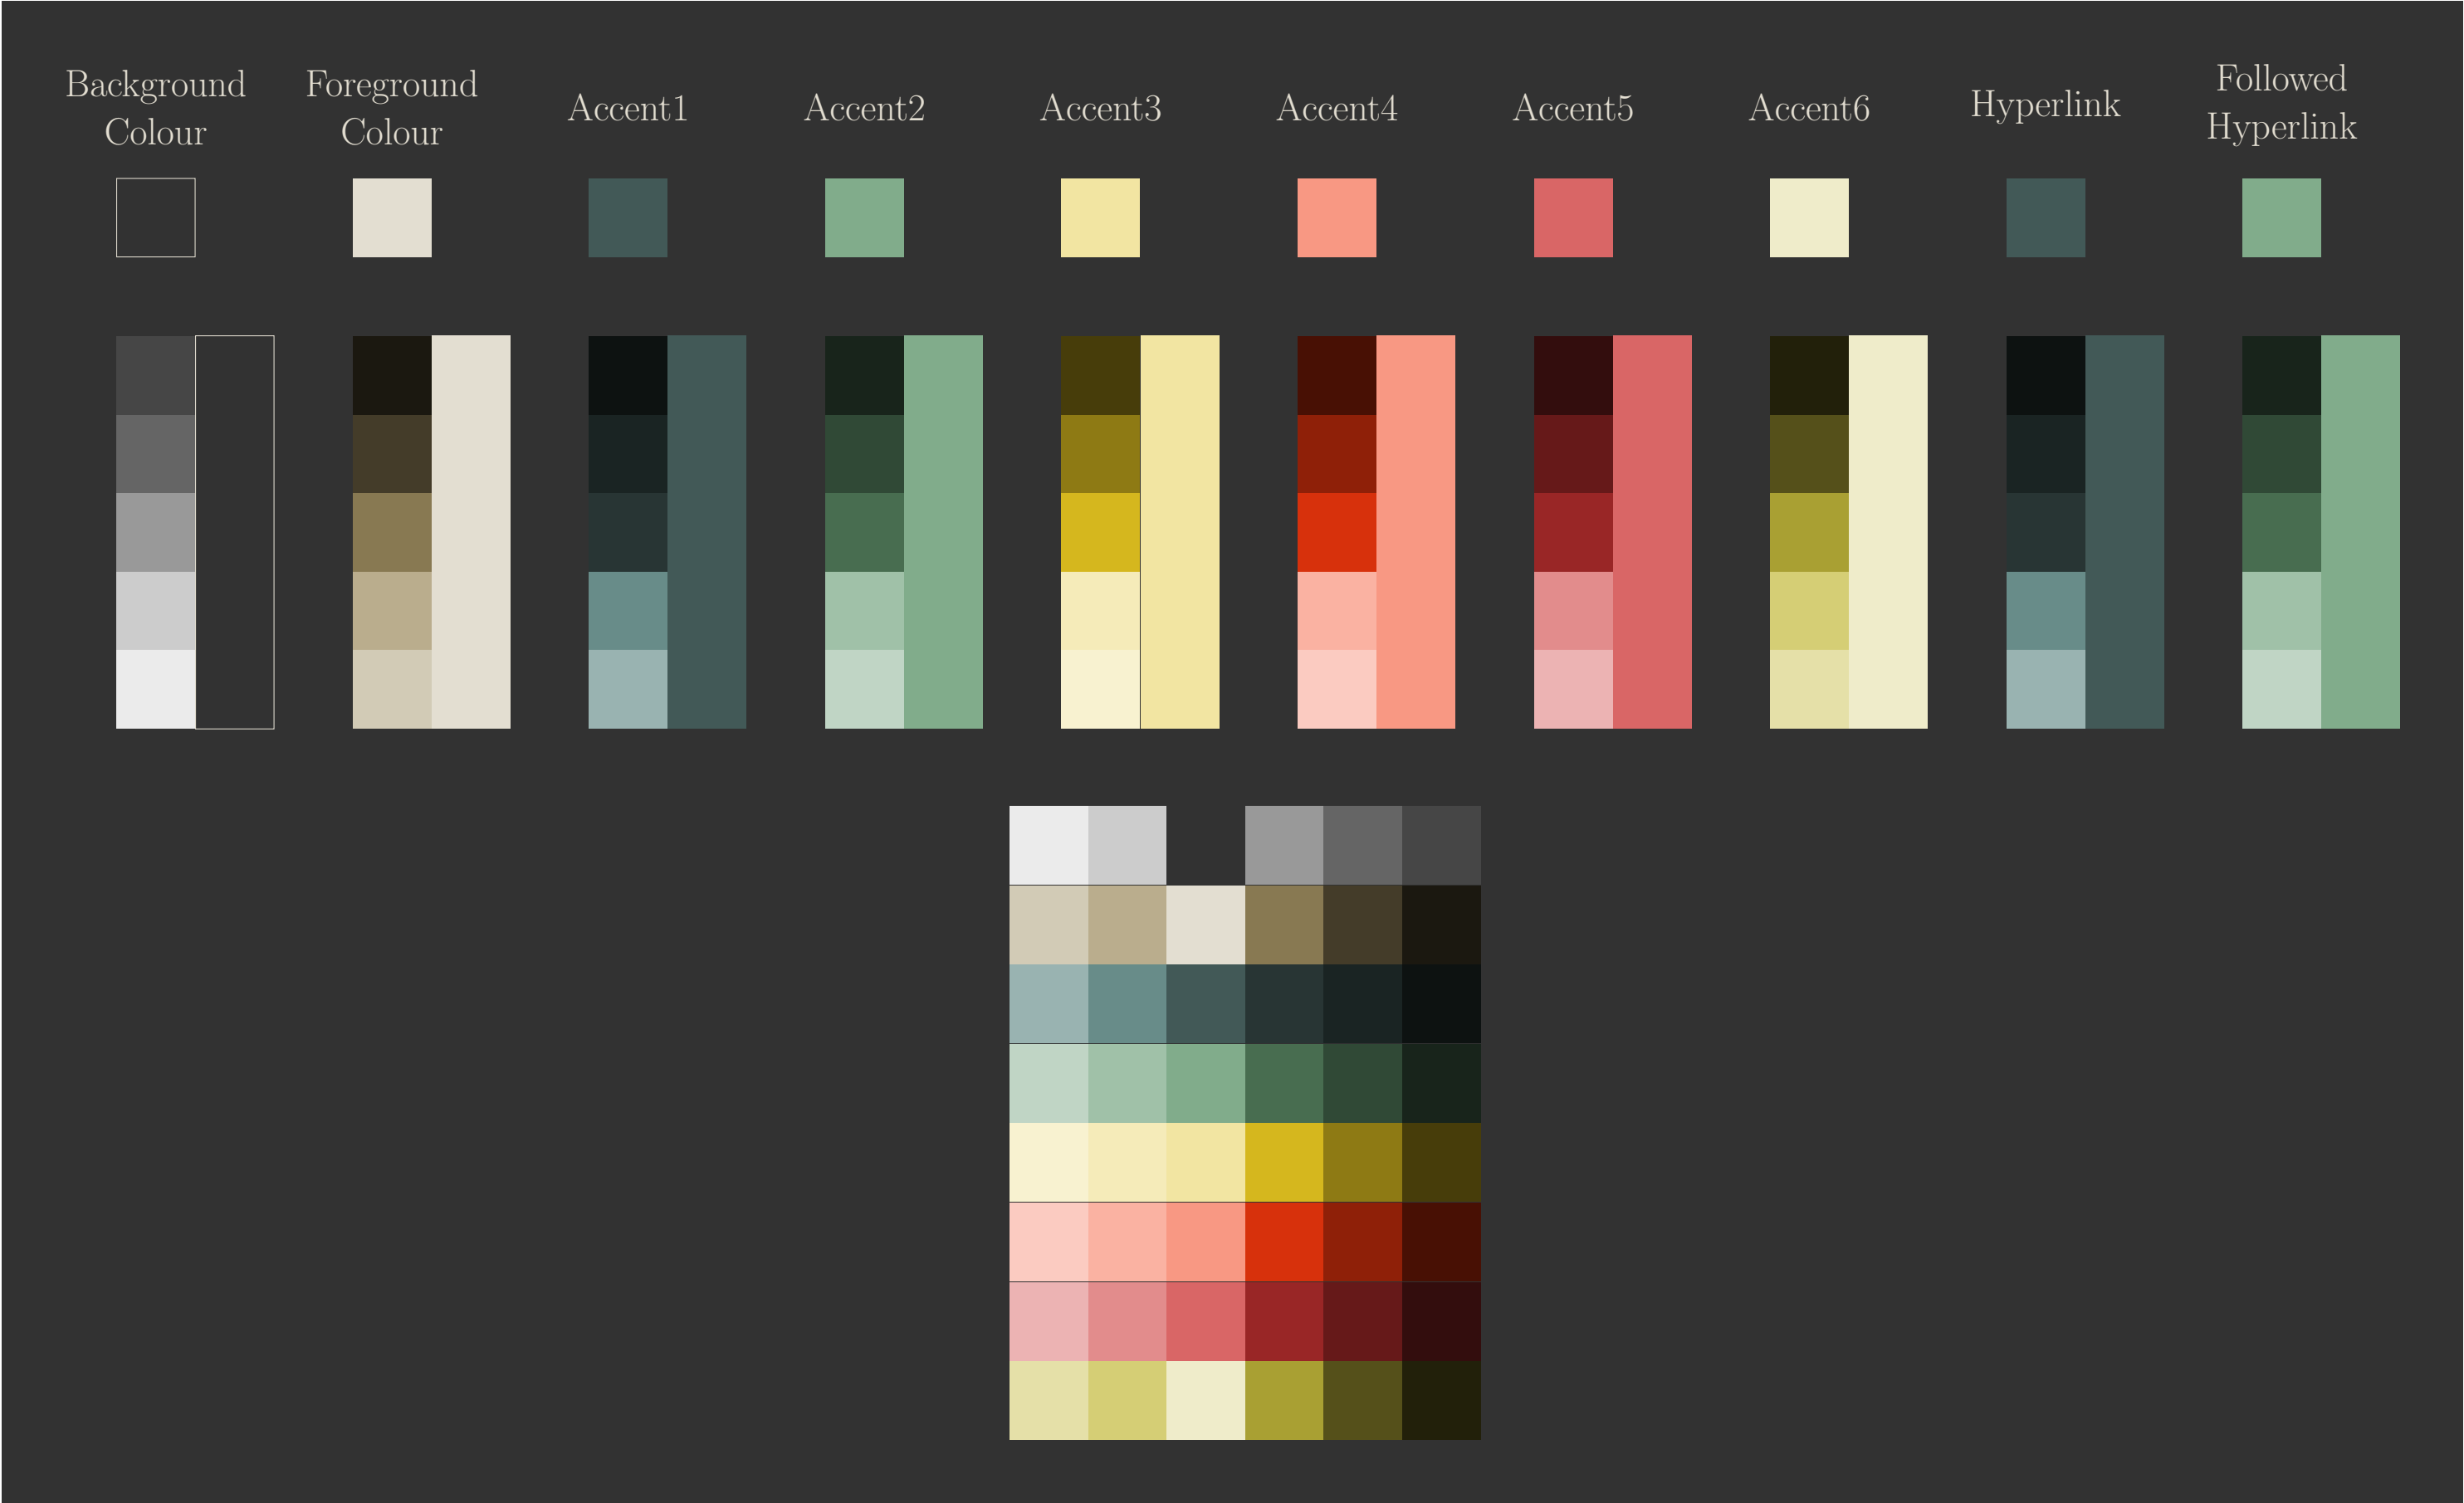 Background
Colour
Foreground
Colour
Accent1
Accent2
Accent3
Accent4
Accent5
Accent6
Hyperlink
Followed
Hyperlink